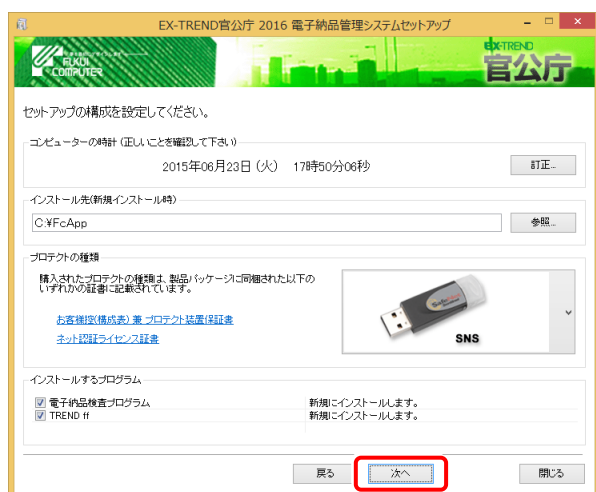 EX-TREND官公庁 2016 電子納品管理システムセットアップ
FUKUI
COMPUTER
EX-TREND
官公庁
セットアップの構成を設定してください。
コンピューターの時計(正しいことを確認して下さい)
2015年06月23日(火) 17時50分06秒
訂正...
インストール先(新規インストール時)
C:¥FcApp
参照...
プロテクトの種類
購入されたプロテクトの種類は、製品パッケージに同梱された以下の
いずれかの証書に記載されています。
お客様控(構成表) 兼 プロテクト装置保証書
ネット認証ライセンス証書
SNS
インストールするプログラム
電子納品検査プログラム 新規にインストールします。
TREND ff 新規にインストールします。
戻る 次へ 閉じる